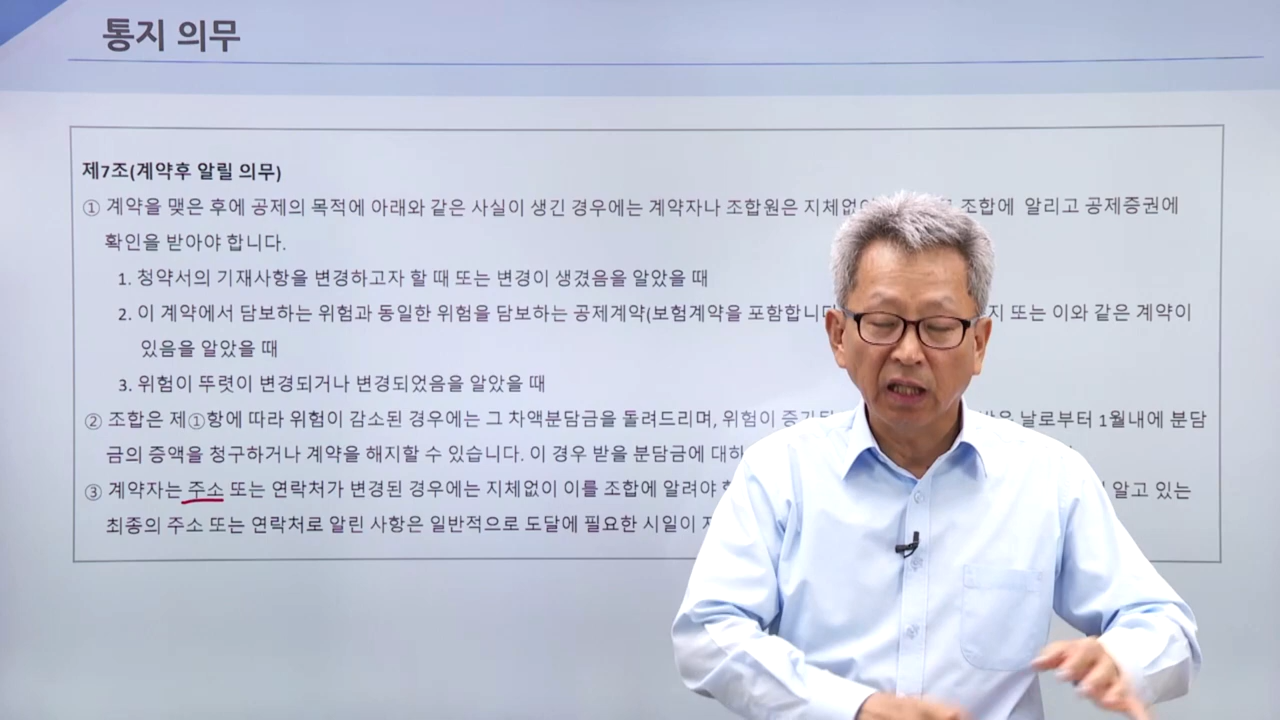 통지 의무
제7조(계약후 알릴 의무)
① 계약을 맺은 후에 공제의 목적에 아래와 같은 사실이 생긴 경우에는 계약자나 조합원은 조합에 알리고 공제증권에
확인을 받아야 합니다.
1. 청약서의 기재사항을 변경하고자 할 때 또는 변경이 생겼음을 알았을 때
2. 이 계약에서 담보하는 위험과 동일한 위험을 담보하는 공제계약(보험계약을 또는 이와 같은 계약이
있음을 알았을 때
3. 위험이 뚜렷이 변경되거나 변경되었음을 알았을 때
② 조합은 제①항에 따라 위험이 감소된 경우에는 그 차액분담금을 돌려드리며, 위험이 날로부터 1월내에 분담
금의 증액을 청구하거나 계약을 해지할 수 있습니다. 이 경우 받을 분담금에
③ 계약자는 주소 또는 연락처가 변경된 경우에는 지체없이 이를 조합에 알려야 알고 있는
최종의 주소 또는 연락처로 알린 사항은 일반적으로 도달에 필요한 시일이